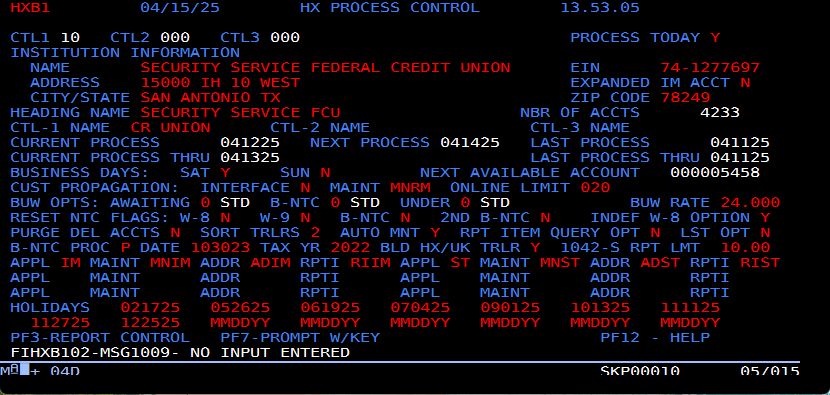 HXB1 04/15/25 HX PROCESS CONTROL 13.53.05
CTL1 10 CTL2 000 CTL3 000 PROCESS TODAY Y
INSTITUTION INFORMATION
NAME SECURITY SERVICE FEDERAL CREDIT UNION EIN 74-1277697
ADDRESS 15000 IH 10 WEST EXPANDED IM ACCT N
CITY/STATE SAN ANTONIO TX ZIP CODE 78249
HEADING NAME SECURITY SERVICE FCU NBR OF ACCTS 4233
CTL-1 NAME CR UNION CTL-2 NAME CTL-3 NAME
CURRENT PROCESS 041225 NEXT PROCESS 041425 LAST PROCESS 041125
CURRENT PROCESS THRU 041325 LAST PROCESS THRU 041125
BUSINESS DAYS: SAT Y SUN N NEXT AVAILABLE ACCOUNT 000005458
CUST PROPAGATION: INTERFACE N MAINT MNRM ONLINE LIMIT 020
BUW OPTS: AWAITING 0 STD B-NTC 0 STD UNDER 0 STD BUW RATE 24.000
RESET NTC FLAGS: W-8 N W-9 N B-NTC N 2ND B-NTC N INDEF W-8 OPTION Y
PURGE DEL ACCTS N SORT TRLRS 2 AUTO MNT Y RPT ITEM QUERY OPT N LST OPT N
B-NTC PROC P DATE 103023 TAX YR 2022 BLD HX/UK TRLR Y 1042-S RPT LMT 10.00
APPL IM MAINT MNIM ADDR ADIM RPTI RIIM APPL ST MAINT MNST ADDR ADST RPTI RIST
APPL MAINT ADDR RPTI APPL MAINT ADDR RPTI
APPL MAINT ADDR RPTI APPL MAINT ADDR RPTI
HOLIDAYS 021725 052625 061925 070425 090125 101325 111125
112725 122525 MMDDYY MMDDYY MMDDYY MMDDYY MMDDYY MMDDYY
PF3-REPORT CONTROL PF7-PROMPT W/KEY PF12 - HELP
FIHXB102-MSG1009- NO INPUT ENTERED
+ 04D SKP00010 05/015